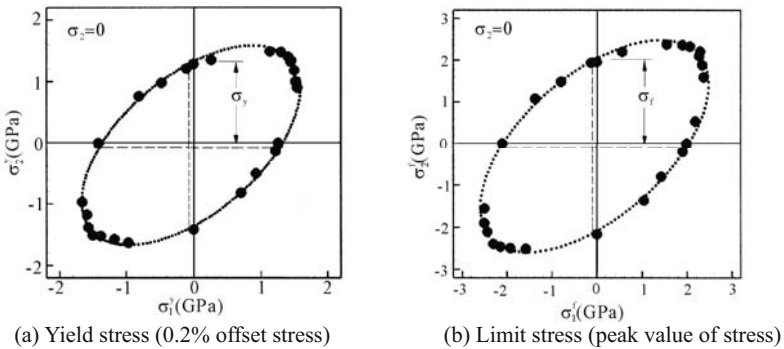 σ₂=0
σ_y
2
1
0
-1
-2
σ₂ʸ(GPa)
-2 -1 0 1 2
σ₁ʸ(GPa)
(a) Yield stress (0.2% offset stress)
σ₂=0
σ_f
3
2
1
0
-1
-2
-3
σ₂ᶠ(GPa)
-3 -2 -1 0 1 2 3
σ₁ᶠ(GPa)
(b) Limit stress (peak value of stress)